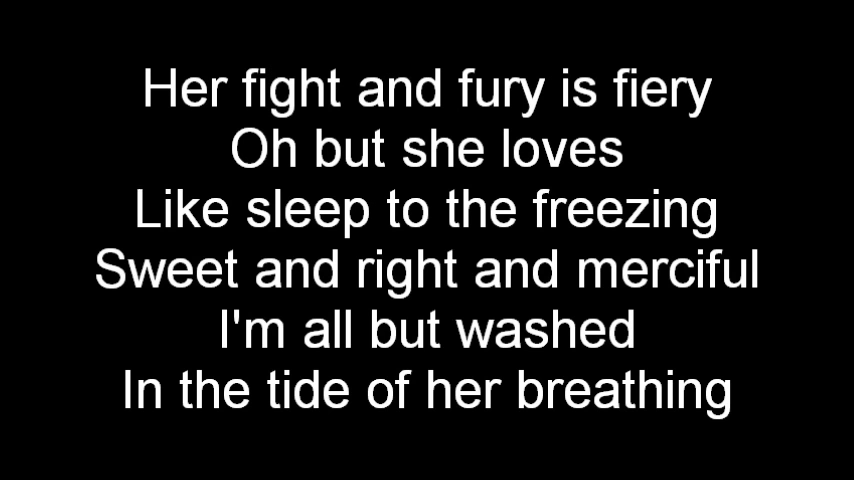 Her fight and fury is fiery
Oh but she loves
Like sleep to the freezing
Sweet and right and merciful
I'm all but washed
In the tide of her breathing